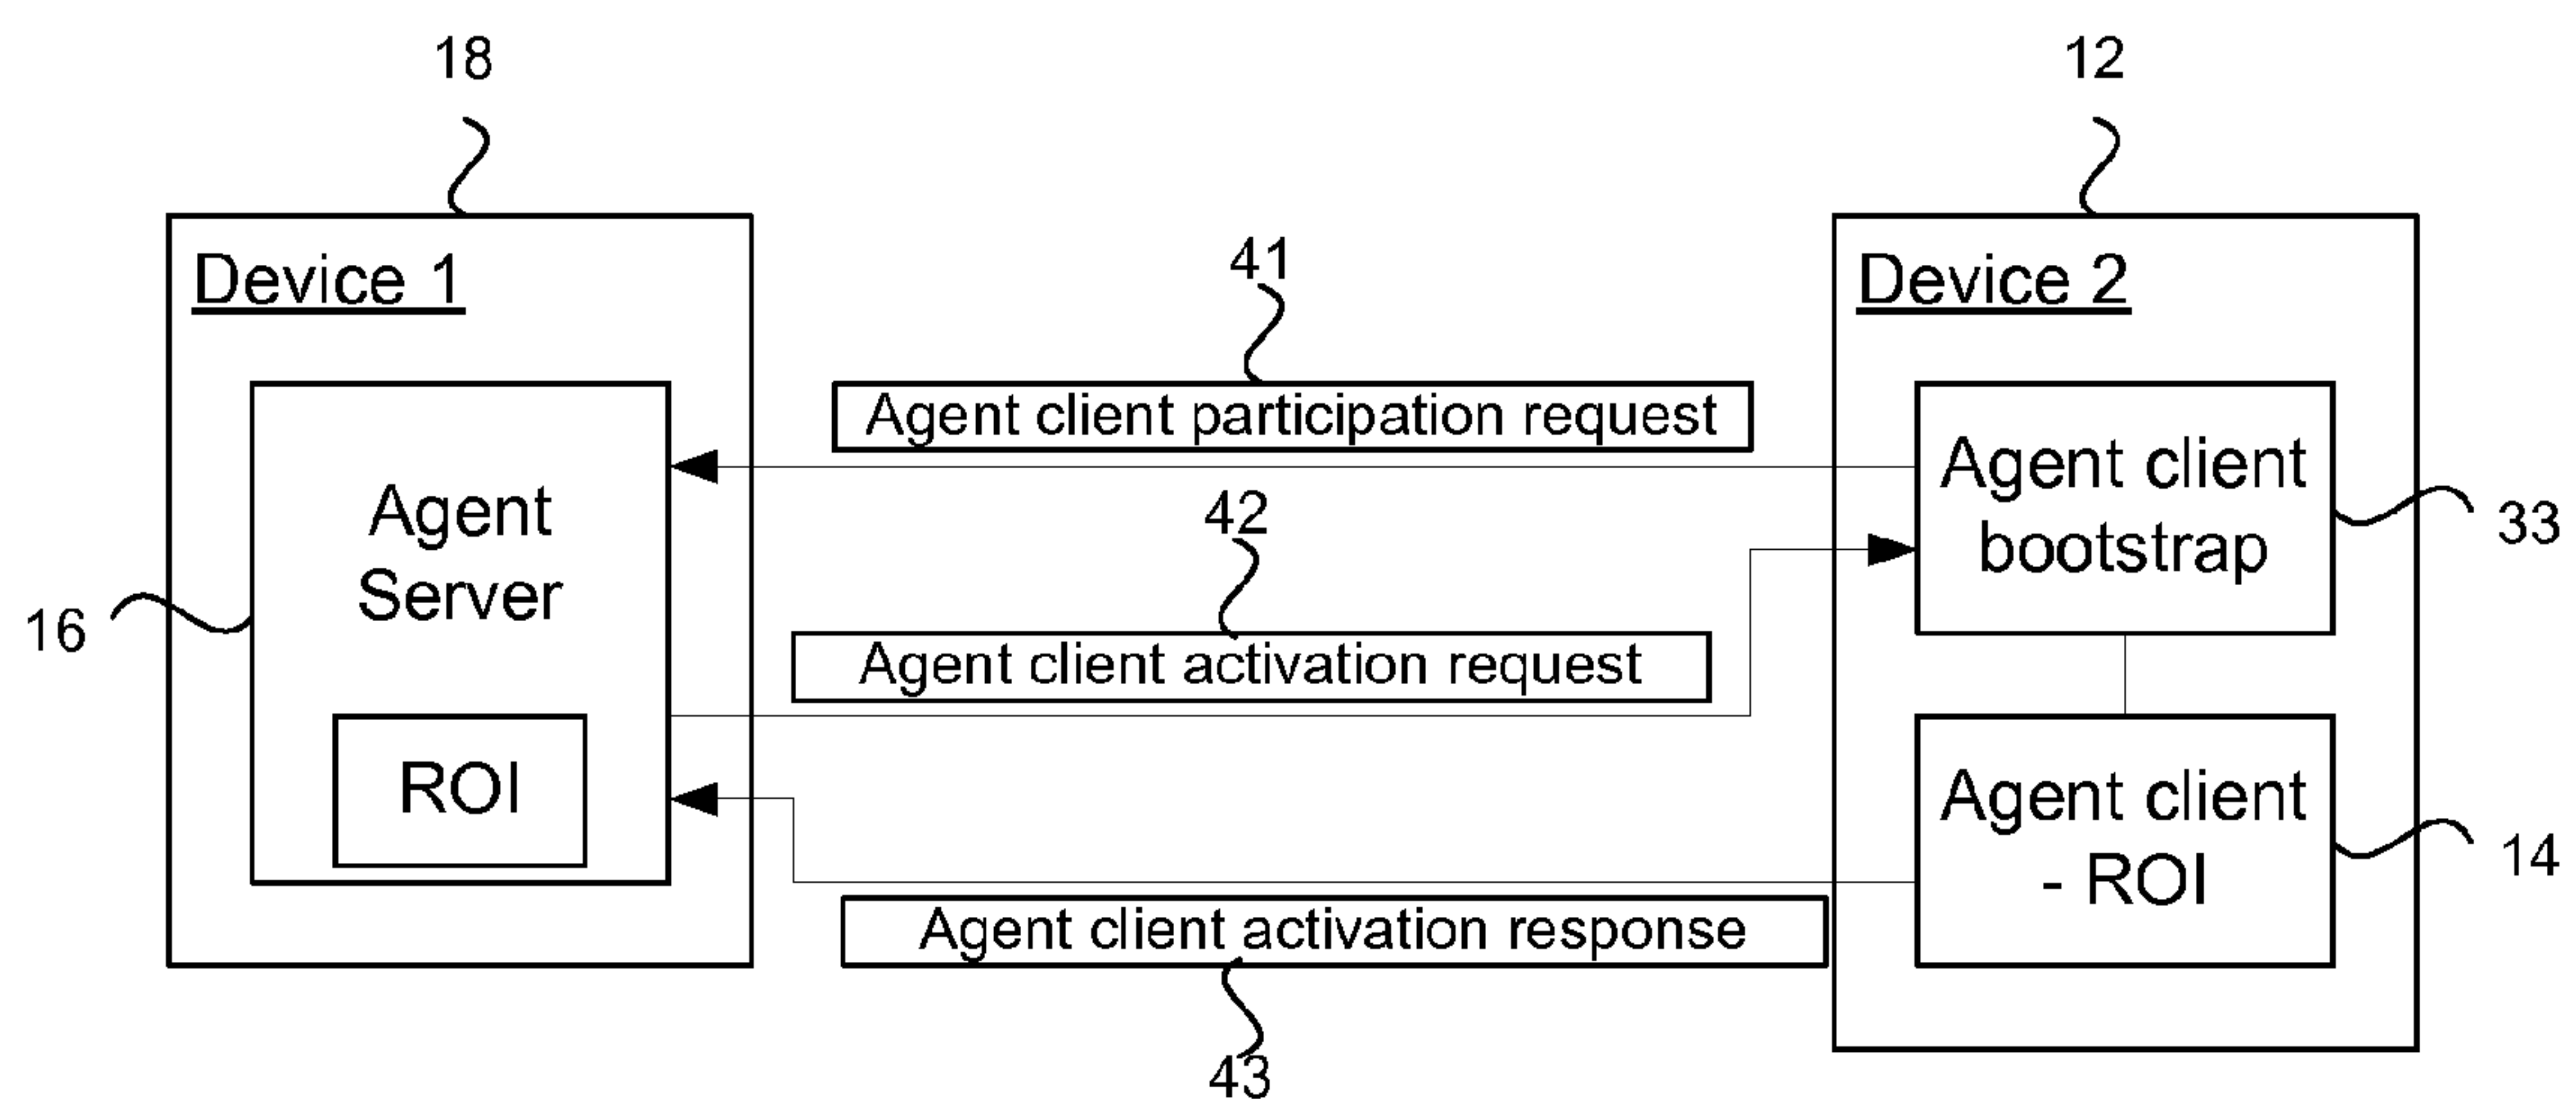 18
12
Device 1
41
Device 2
Agent client participation request
Agent client
bootstrap
33
Agent
Server
42
16
Agent client activation request
ROI
Agent client
- ROI
14
Agent client activation response
43